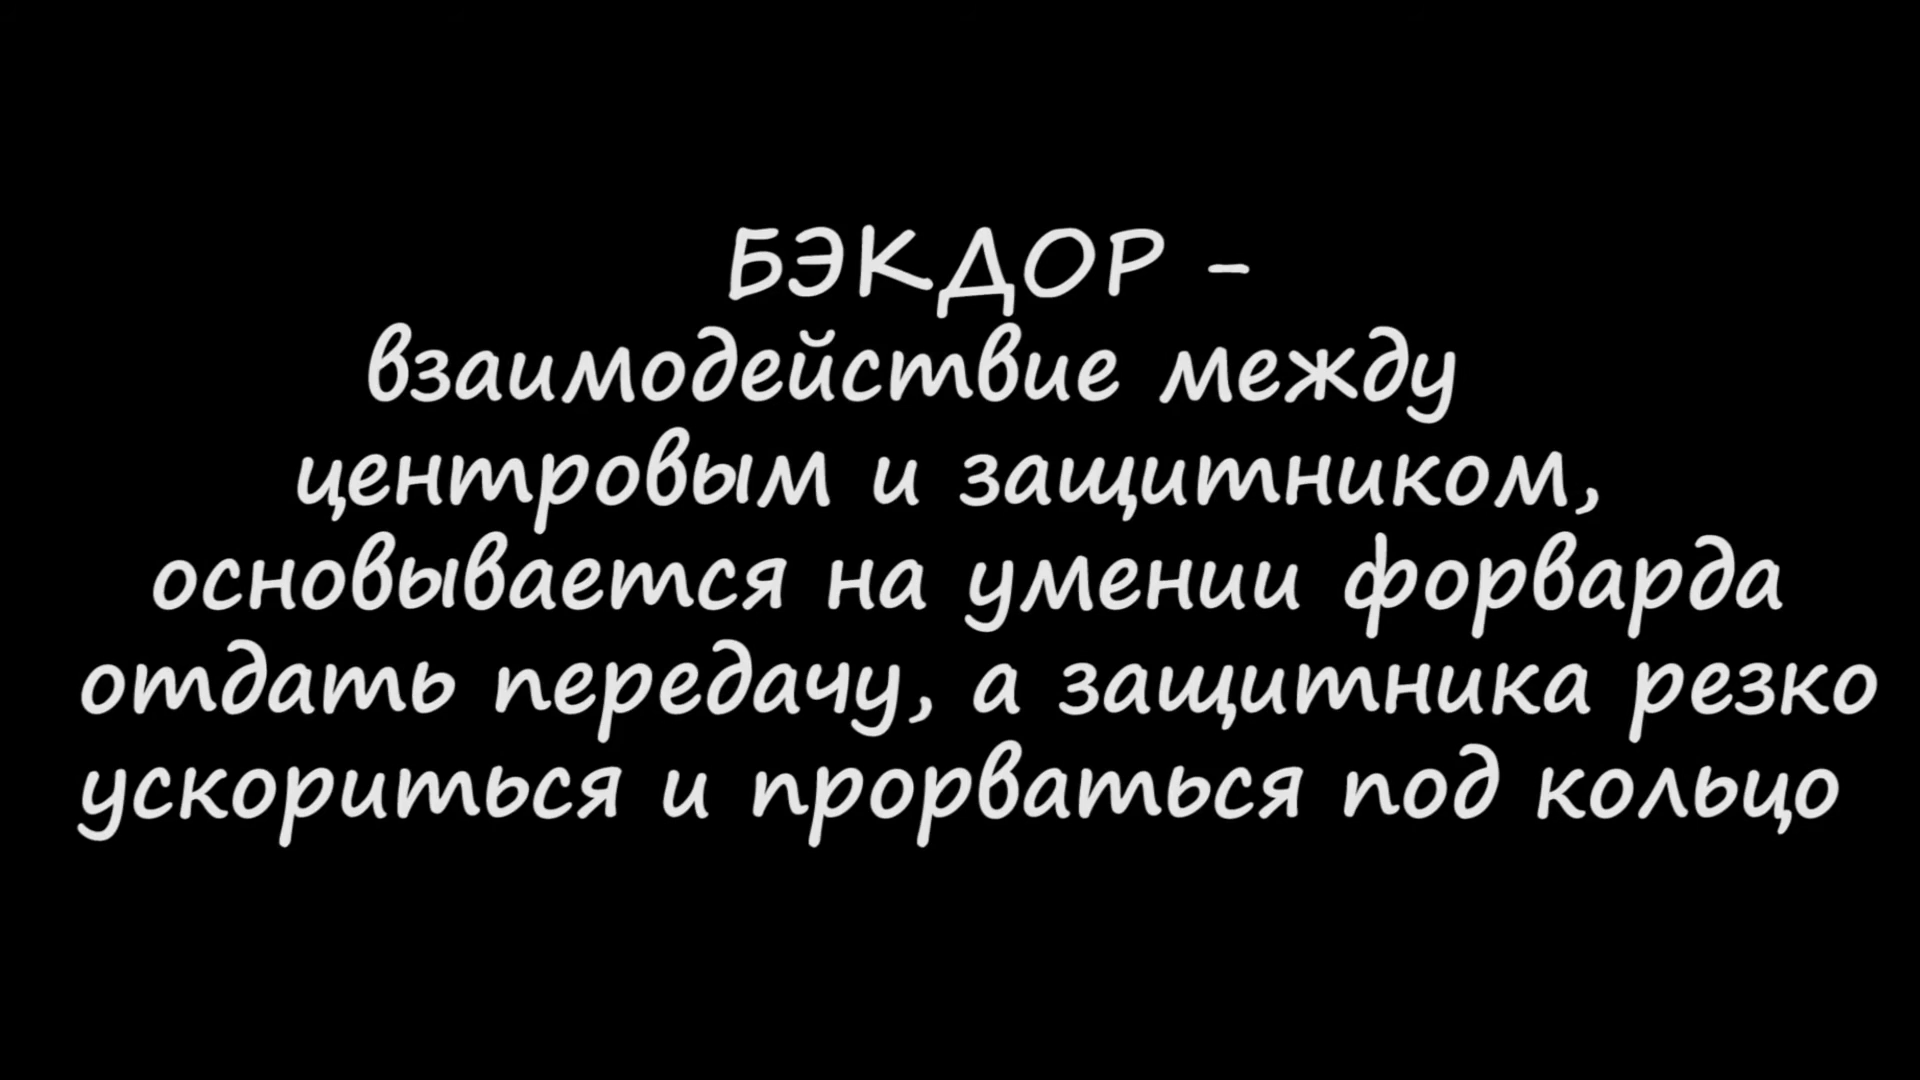 БЭКДОР -
взаимодействие между
центровым и защитником,
основывается на умении форварда
отдать передачу, а защитника резко
ускориться и прорваться под кольцо